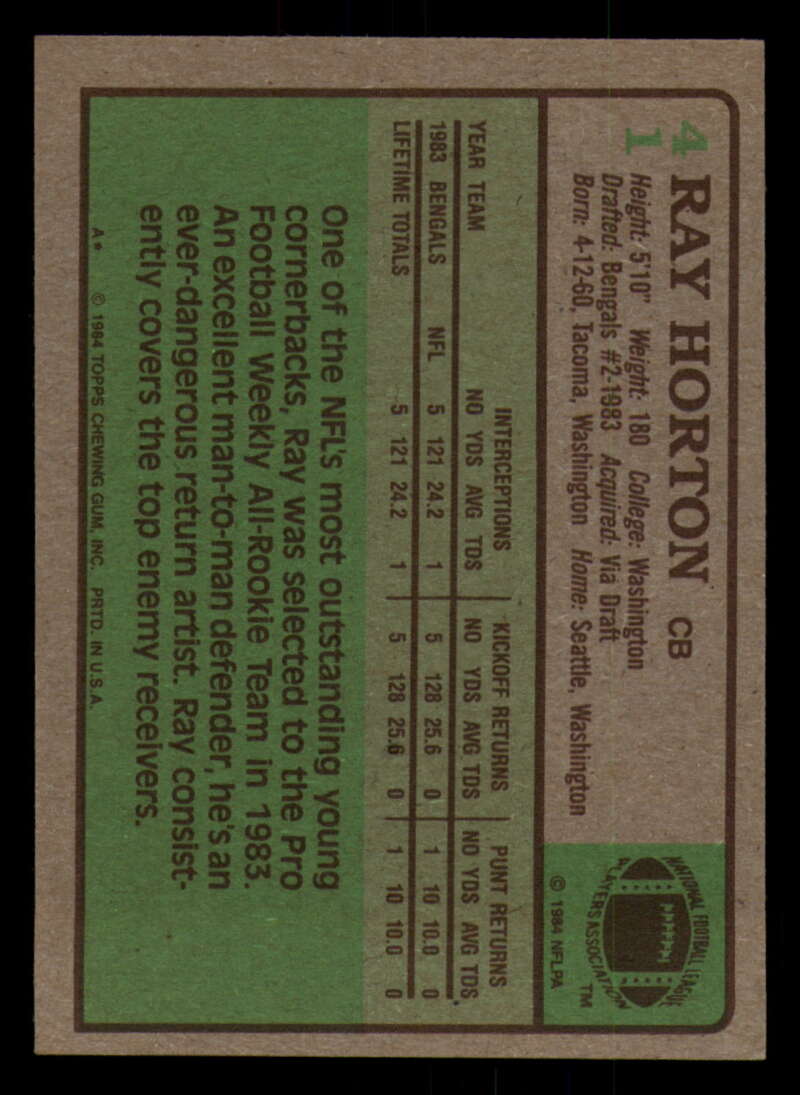 41
RAY HORTON CB
Height: 5'10" Weight: 180 College: Washington
Drafted: Bengals #2-1983 Acquired: Via Draft
Born: 4-12-60, Tacoma, Washington Home: Seattle, Washington
NATIONAL FOOTBALL LEAGUE
PLAYERS ASSOCIATION
TM
© 1984 NFLPA
INTERCEPTIONS KICKOFF RETURNS PUNT RETURNS
YEAR TEAM NO YDS AVG TDS NO YDS AVG TDS NO YDS AVG TDS
1983 BENGALS NFL 5 121 24.2 1 5 128 25.6 0 1 10 10.0 0
LIFETIME TOTALS 5 121 24.2 1 5 128 25.6 0 1 10 10.0 0
One of the NFL's most outstanding young
cornerbacks, Ray was selected to the Pro
Football Weekly All-Rookie Team in 1983.
An excellent man-to-man defender, he's an
ever-dangerous return artist. Ray consist-
ently covers the top enemy receivers.
A* © 1984 TOPPS CHEWING GUM, INC. PRTD. IN U.S.A.